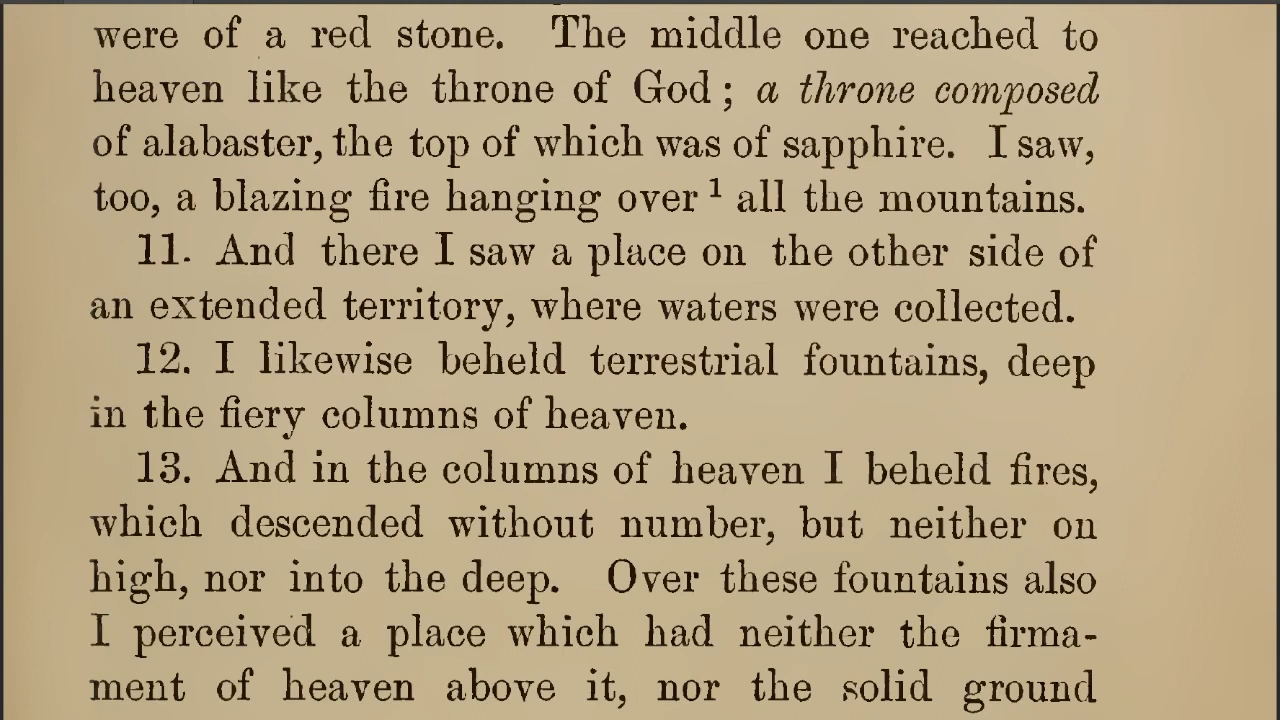 were of a red stone. The middle one reached to
heaven like the throne of God; a throne composed
of alabaster, the top of which was of sapphire. I saw,
too, a blazing fire hanging over ¹ all the mountains.
11. And there I saw a place on the other side of
an extended territory, where waters were collected.
12. I likewise beheld terrestrial fountains, deep
in the fiery columns of heaven.
13. And in the columns of heaven I beheld fires,
which descended without number, but neither on
high, nor into the deep. Over these fountains also
I perceived a place which had neither the firma-
ment of heaven above it, nor the solid ground